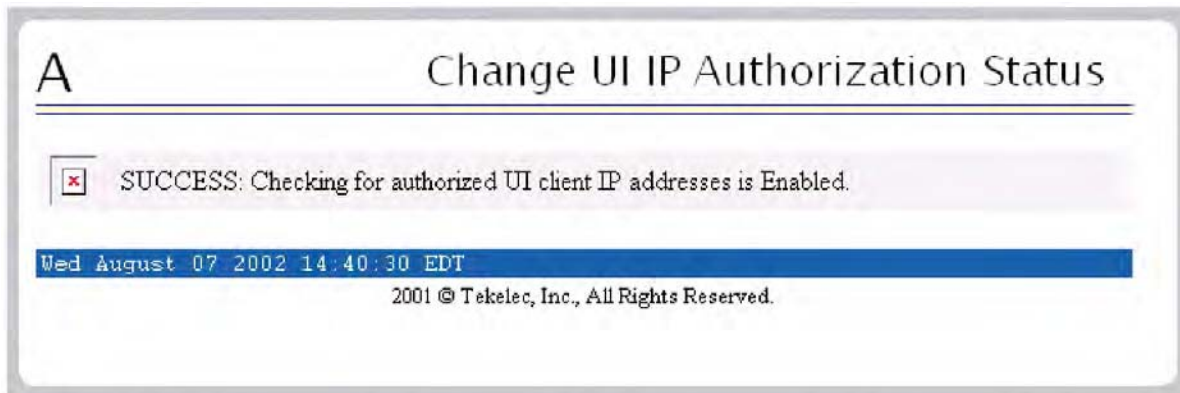 A
Change UI IP Authorization Status
SUCCESS: Checking for authorized UI client IP addresses is Enabled.
Wed August 07 2002 14:40:30 EDT
2001 © Tekelec, Inc., All Rights Reserved.